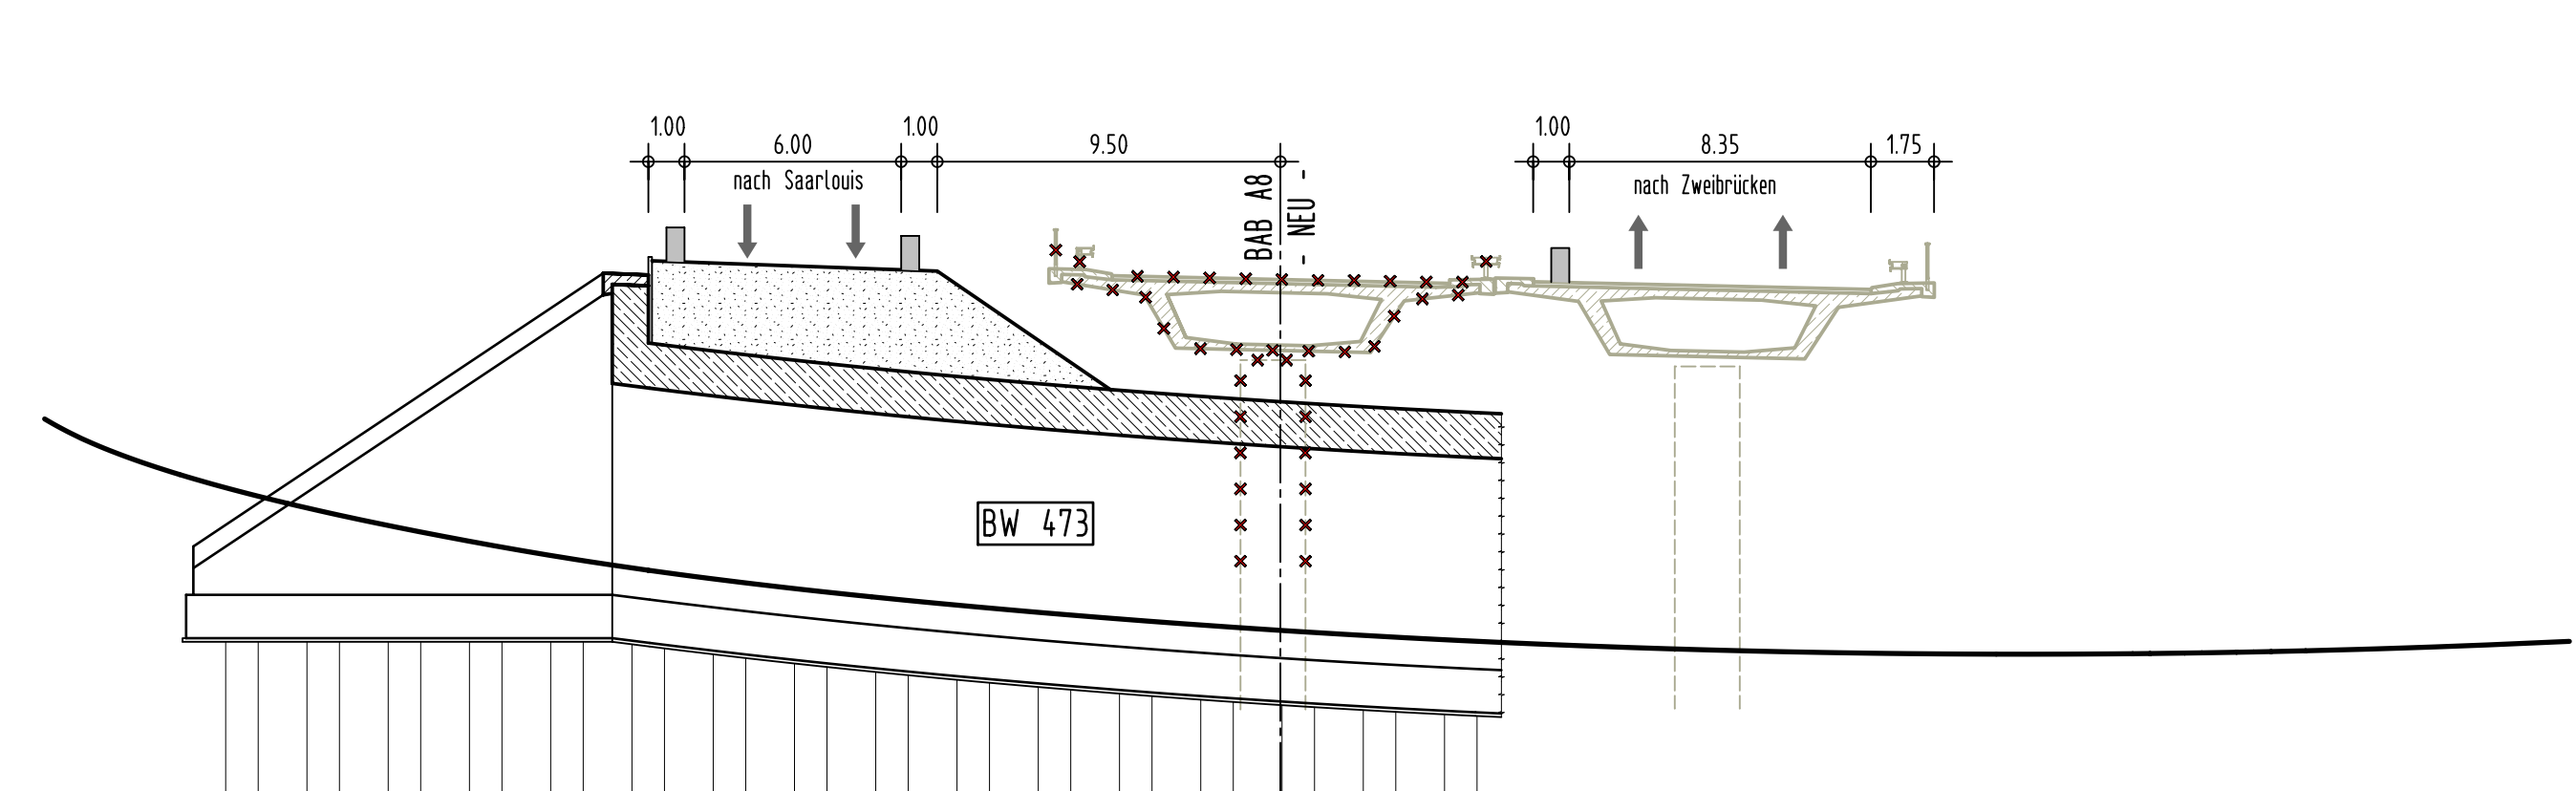 1.00
6.00
1.00
9.50
1.00
8.35
1.75
nach Saarlouis
nach Zweibrücken
BAB A8
- NEU -
BW 473